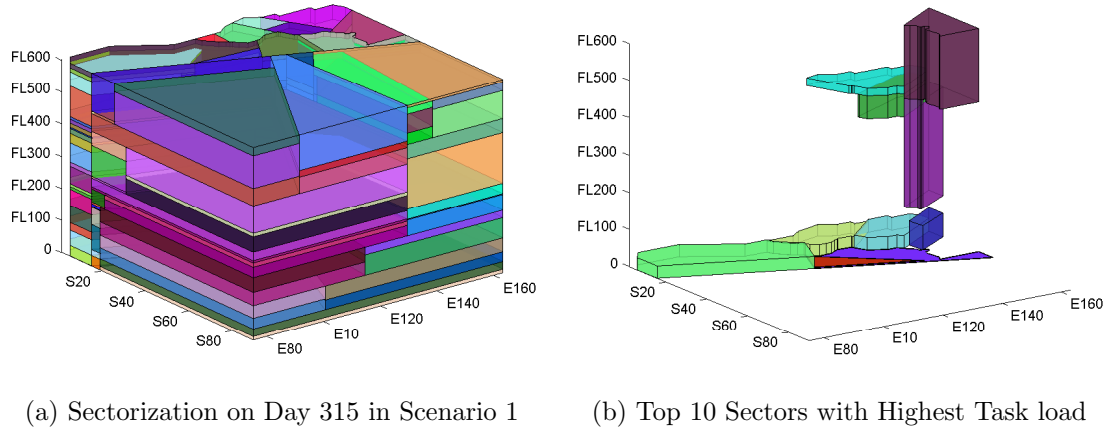 FL600
FL500
FL400
FL300
FL200
FL100
0
S20
S40
S60
S80
E80
E10
E120
E140
E160
(a) Sectorization on Day 315 in Scenario 1
FL600
FL500
FL400
FL300
FL200
FL100
0
S20
S40
S60
S80
E80
E10
E120
E140
E160
(b) Top 10 Sectors with Highest Task load